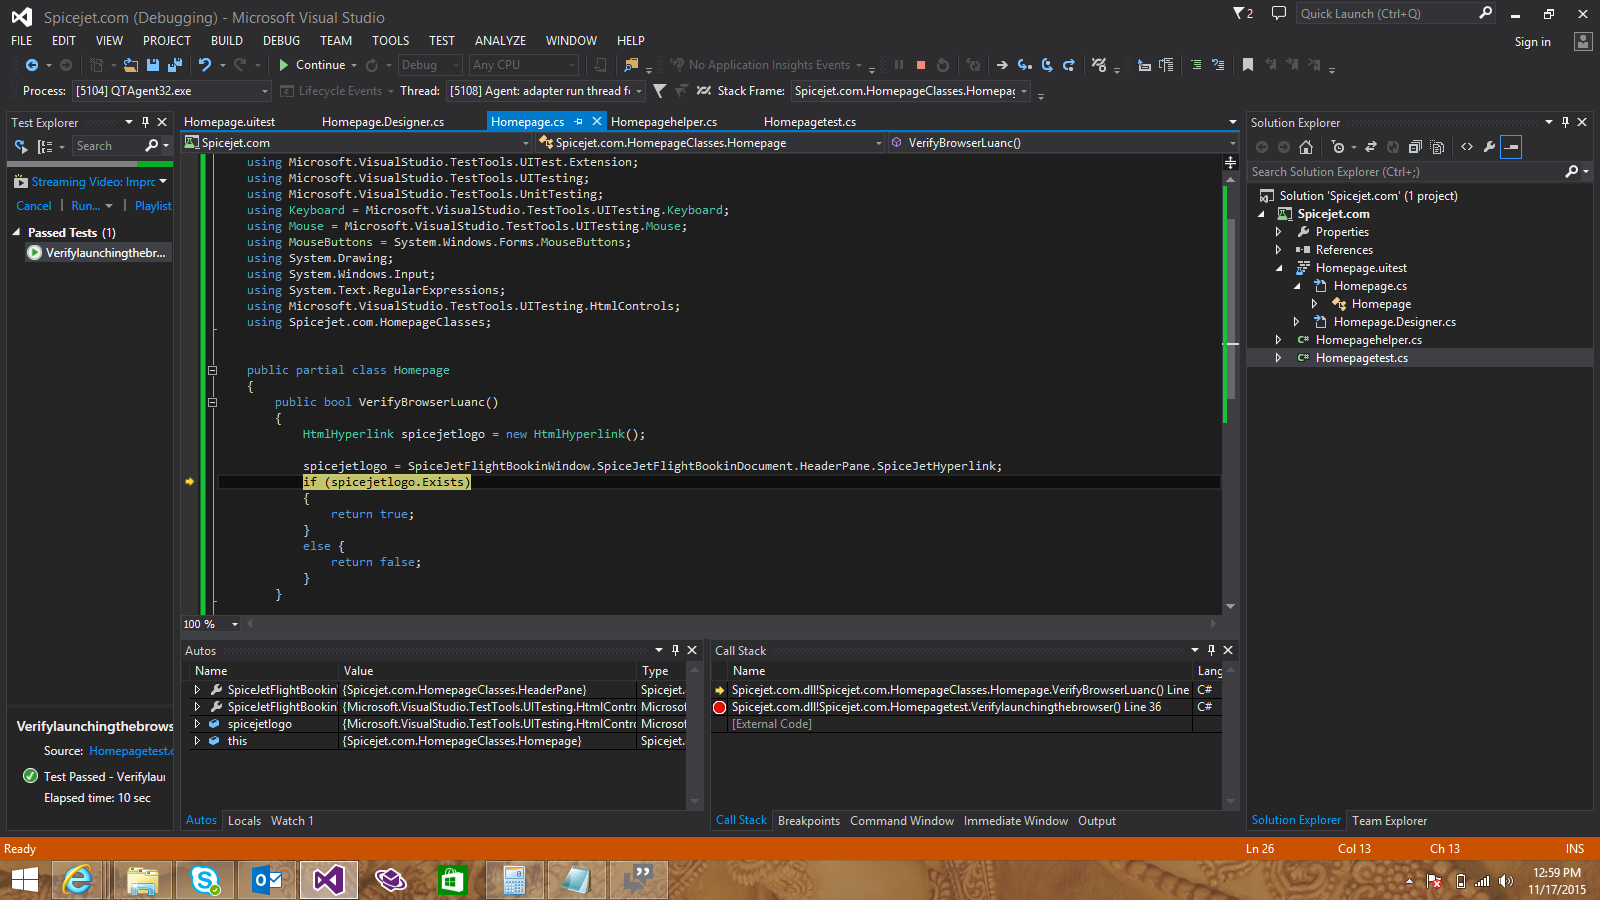 Spicejet.com (Debugging) - Microsoft Visual Studio
2
Quick Launch (Ctrl+Q)
FILE EDIT VIEW PROJECT BUILD DEBUG TEAM TOOLS TEST ANALYZE WINDOW HELP
Sign in
Continue Debug Any CPU No Application Insights Events
Process: [5104] QTAgent32.exe Lifecycle Events Thread: [5108] Agent: adapter run thread fo Stack Frame: Spicejet.com.HomepageClasses.Homepag
Test Explorer
Search
Streaming Video: Impro
Cancel Run... Playlist
Passed Tests (1)
Verifylaunchingthebr...
Verifylaunchingthebrows
Source: Homepagetest.c
Test Passed - Verifylaun
Elapsed time: 10 sec
Homepage.uitest Homepage.Designer.cs Homepage.cs Homepagehelper.cs Homepagetest.cs
Spicejet.com Spicejet.com.HomepageClasses.Homepage VerifyBrowserLuanc()
using Microsoft.VisualStudio.TestTools.UITest.Extension;
using Microsoft.VisualStudio.TestTools.UITesting;
using Microsoft.VisualStudio.TestTools.UnitTesting;
using Keyboard = Microsoft.VisualStudio.TestTools.UITesting.Keyboard;
using Mouse = Microsoft.VisualStudio.TestTools.UITesting.Mouse;
using MouseButtons = System.Windows.Forms.MouseButtons;
using System.Drawing;
using System.Windows.Input;
using System.Text.RegularExpressions;
using Microsoft.VisualStudio.TestTools.UITesting.HtmlControls;
using Spicejet.com.HomepageClasses;
public partial class Homepage
{
public bool VerifyBrowserLuanc()
{
HtmlHyperlink spicejetlogo = new HtmlHyperlink();
spicejetlogo = SpiceJetFlightBookinWindow.SpiceJetFlightBookinDocument.HeaderPane.SpiceJetHyperlink;
if (spicejetlogo.Exists)
{
return true;
}
else {
return false;
}
}
100 %
Autos
Name Value Type
SpiceJetFlightBookin {Spicejet.com.HomepageClasses.HeaderPane} Spicejet.
SpiceJetFlightBookin {Microsoft.VisualStudio.TestTools.UITesting.HtmlContro Microsof
spicejetlogo {Microsoft.VisualStudio.TestTools.UITesting.HtmlContro Microsof
this {Spicejet.com.HomepageClasses.Homepage} Spicejet.
Autos Locals Watch 1
Call Stack
Name Lang
Spicejet.com.dll!Spicejet.com.HomepageClasses.Homepage.VerifyBrowserLuanc() Line C#
Spicejet.com.dll!Spicejet.com.Homepagetest.Verifylaunchingthebrowser() Line 36 C#
[External Code]
Call Stack Breakpoints Command Window Immediate Window Output
Solution Explorer
Search Solution Explorer (Ctrl+;)
Solution 'Spicejet.com' (1 project)
Spicejet.com
Properties
References
Homepage.uitest
Homepage.cs
Homepage
Homepage.Designer.cs
Homepagehelper.cs
Homepagetest.cs
Solution Explorer Team Explorer
Ready Ln 26 Col 13 Ch 13 INS
12:59 PM
11/17/2015